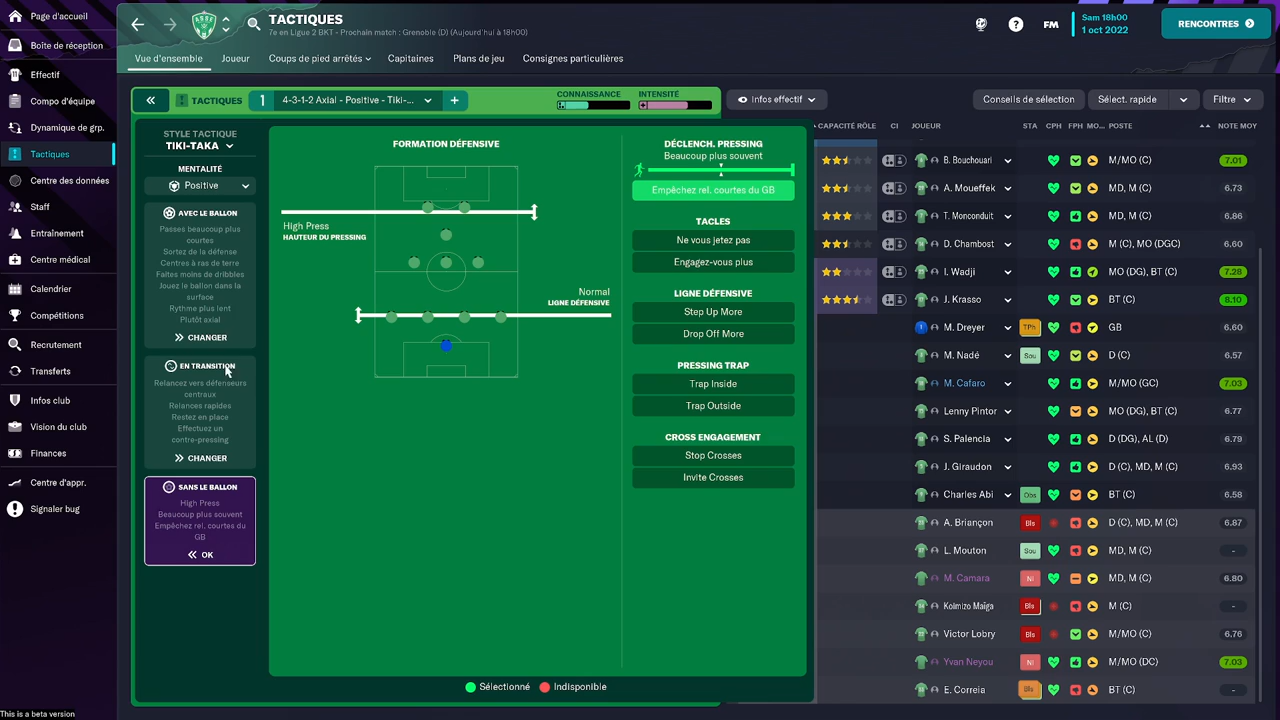 Page d'accueil
Boîte de réception
Effectif
Compo d'équipe
Dynamique de grp.
Tactiques
Centre des données
Staff
Entraînement
Centre médical
Calendrier
Compétitions
Recrutement
Transferts
Infos club
Vision du club
Finances
Centre d'appr.
Signaler bug
This is a beta version
ASSE
TACTIQUES
7e en Ligue 2 BKT - Prochain match : Grenoble (D) (Aujourd'hui à 18h00)
FM
Sam 18h00
1 oct 2022
RENCONTRES
Vue d'ensemble
Joueur
Coups de pied arrêtés
Capitaines
Plans de jeu
Consignes particulières
TACTIQUES
1
4-3-1-2 Axial - Positive - Tiki-...
CONNAISSANCE
INTENSITÉ
Infos effectif
Conseils de sélection
Sélect. rapide
Filtre
STYLE TACTIQUE
TIKI-TAKA
MENTALITÉ
Positive
AVEC LE BALLON
Passes beaucoup plus
courtes
Sortez de la défense
Centres à ras de terre
Faites moins de dribbles
Jouez le ballon dans la
surface
Rythme plus lent
Plutôt axial
CHANGER
EN TRANSITION
Relancez vers défenseurs
centraux
Relances rapides
Restez en place
Effectuez un
contre-pressing
CHANGER
SANS LE BALLON
High Press
Beaucoup plus souvent
Empêchez rel. courtes du
GB
OK
FORMATION DÉFENSIVE
High Press
HAUTEUR DU PRESSING
Normal
LIGNE DÉFENSIVE
DÉCLENCH. PRESSING
Beaucoup plus souvent
Empêchez rel. courtes du GB
TACLES
Ne vous jetez pas
Engagez-vous plus
LIGNE DÉFENSIVE
Step Up More
Drop Off More
PRESSING TRAP
Trap Inside
Trap Outside
CROSS ENGAGEMENT
Stop Crosses
Invite Crosses
Sélectionné
Indisponible
CAPACITÉ RÔLE CI JOUEUR STA CPH FPH MO... POSTE NOTE MOY
B. Bouchouari M/MO (C) 7.01
A. Moueffek MD, M (C) 6.73
T. Monconduit MD, M (C) 6.86
D. Chambost M (C), MO (DGC) 6.60
I. Wadji MO (DG), BT (C) 7.28
J. Krasso BT (C) 8.10
M. Dreyer TPh GB 6.60
M. Nadé Sou D (C) 6.57
M. Cafaro M/MO (GC) 7.03
Lenny Pintor MO (DG), BT (C) 6.77
S. Palencia D (DG), AL (D) 6.79
J. Giraudon D (C), MD, M (C) 6.93
Charles Abi Obs BT (C) 6.58
A. Briançon Bls D (C), MD, M (C) 6.87
L. Mouton Sou MD, M (C) -
M. Camara NI MD, M (C) 6.80
Koimizo Maïga Bls M (C) -
Victor Lobry Bls M/MO (C) 6.76
Yvan Neyou NI M/MO (DC) 7.03
E. Correia Bls BT (C) -